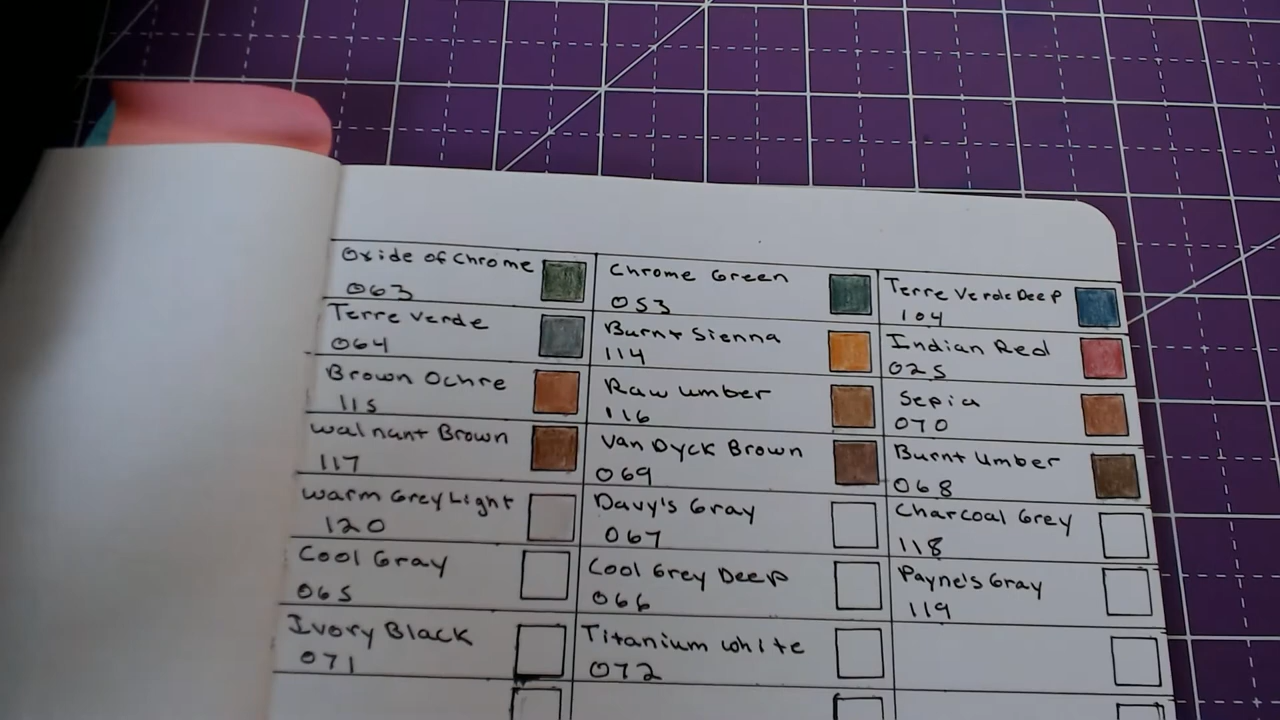 Oxide of Chrome
063
Chrome Green
053
Terre Verde Deep
104
Terre Verde
064
Burnt Sienna
114
Indian Red
025
Brown Ochre
115
Raw Umber
116
Sepia
070
Walnant Brown
117
Van Dyck Brown
069
Burnt Umber
068
Warm Grey Light
120
Davy's Gray
067
Charcoal Grey
118
Cool Gray
065
Cool Grey Deep
066
Payne's Gray
119
Ivory Black
071
Titanium White
072